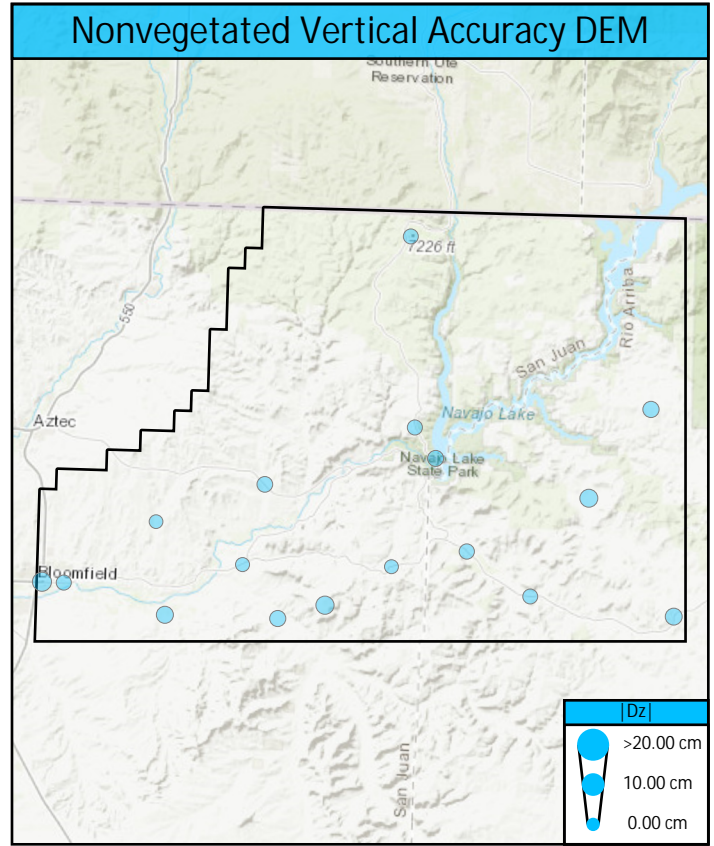 Nonvegetated Vertical Accuracy DEM
Southern Ute
Reservation
7226 ft
Rio Arriba
550
San Juan
Navajo Lake
Aztec
Navajo Lake
State Park
Bloomfield
San Juan
|Dz|
>20.00 cm
10.00 cm
0.00 cm